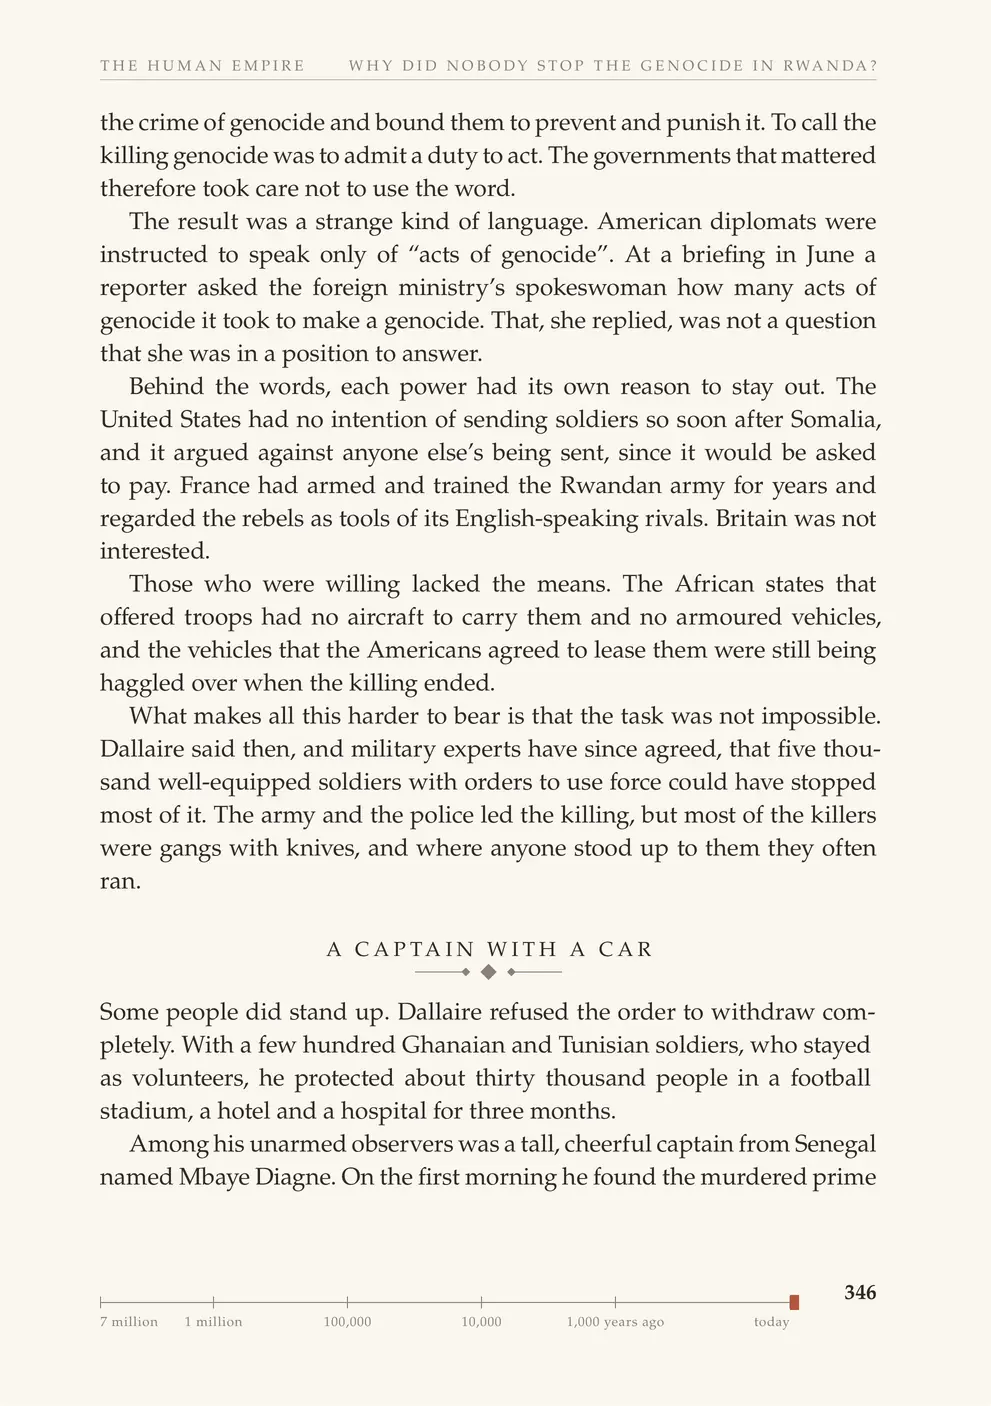 THE HUMAN EMPIRE WHY DID NOBODY STOP THE GENOCIDE IN RWANDA?
the crime of genocide and bound them to prevent and punish it. To call the
killing genocide was to admit a duty to act. The governments that mattered
therefore took care not to use the word.
The result was a strange kind of language. American diplomats were
instructed to speak only of “acts of genocide”. At a briefing in June a
reporter asked the foreign ministry’s spokeswoman how many acts of
genocide it took to make a genocide. That, she replied, was not a question
that she was in a position to answer.
Behind the words, each power had its own reason to stay out. The
United States had no intention of sending soldiers so soon after Somalia,
and it argued against anyone else’s being sent, since it would be asked
to pay. France had armed and trained the Rwandan army for years and
regarded the rebels as tools of its English-speaking rivals. Britain was not
interested.
Those who were willing lacked the means. The African states that
offered troops had no aircraft to carry them and no armoured vehicles,
and the vehicles that the Americans agreed to lease them were still being
haggled over when the killing ended.
What makes all this harder to bear is that the task was not impossible.
Dallaire said then, and military experts have since agreed, that five thou-
sand well-equipped soldiers with orders to use force could have stopped
most of it. The army and the police led the killing, but most of the killers
were gangs with knives, and where anyone stood up to them they often
ran.
A CAPTAIN WITH A CAR
Some people did stand up. Dallaire refused the order to withdraw com-
pletely. With a few hundred Ghanaian and Tunisian soldiers, who stayed
as volunteers, he protected about thirty thousand people in a football
stadium, a hotel and a hospital for three months.
Among his unarmed observers was a tall, cheerful captain from Senegal
named Mbaye Diagne. On the first morning he found the murdered prime
346
7 million 1 million 100,000 10,000 1,000 years ago today